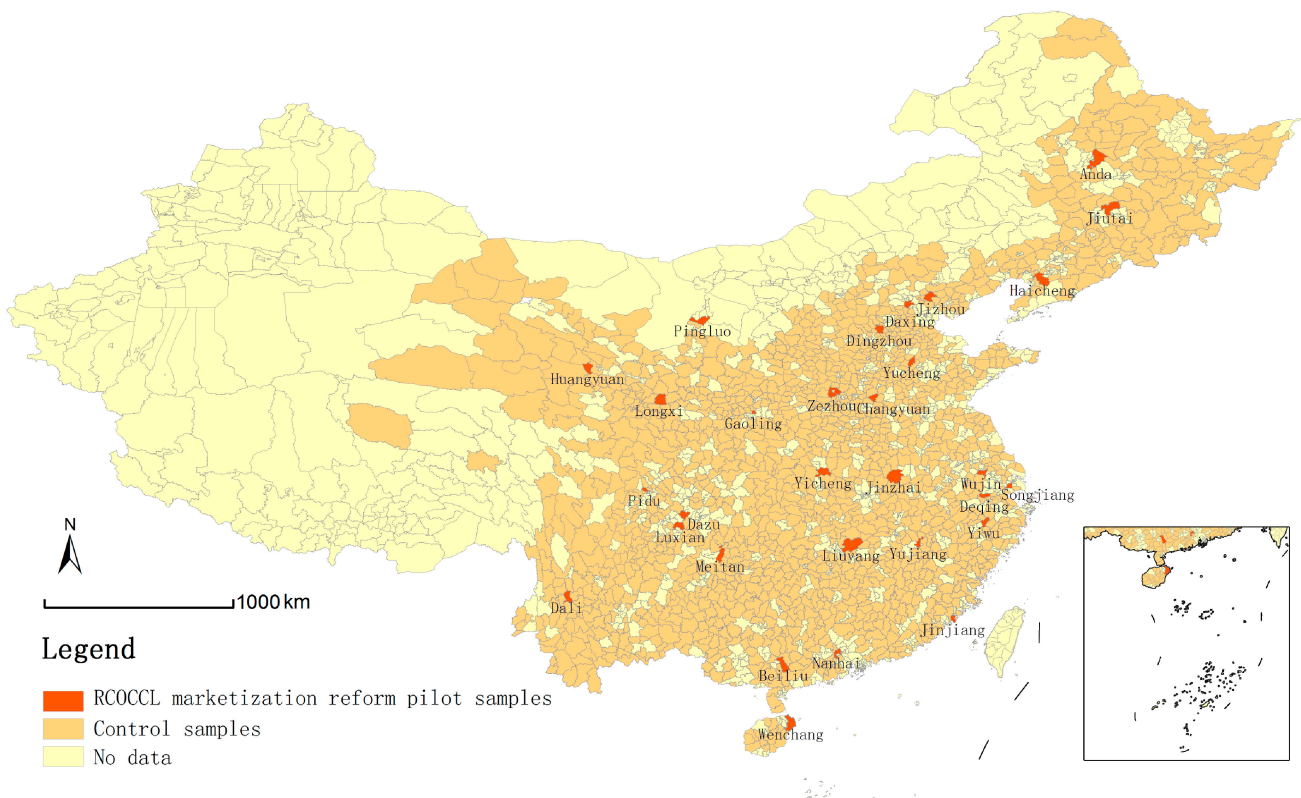 Anda
Jiutai
Haicheng
Jizhou
Daxing
Pingluo
Dingzhou
Yucheng
Huangyuan
Longxi
Zezhou
Changyuan
Gaoling
Yicheng
Jinzhai
Wujin
Songjiang
Pidu
Deqing
Dazu
Luxian
Yiwu
Liuyang
Yujiang
Meitan
Dali
Jinjiang
Nanhai
Beiliu
Wenchang
N
1000 km
Legend
RCOCCL marketization reform pilot samples
Control samples
No data